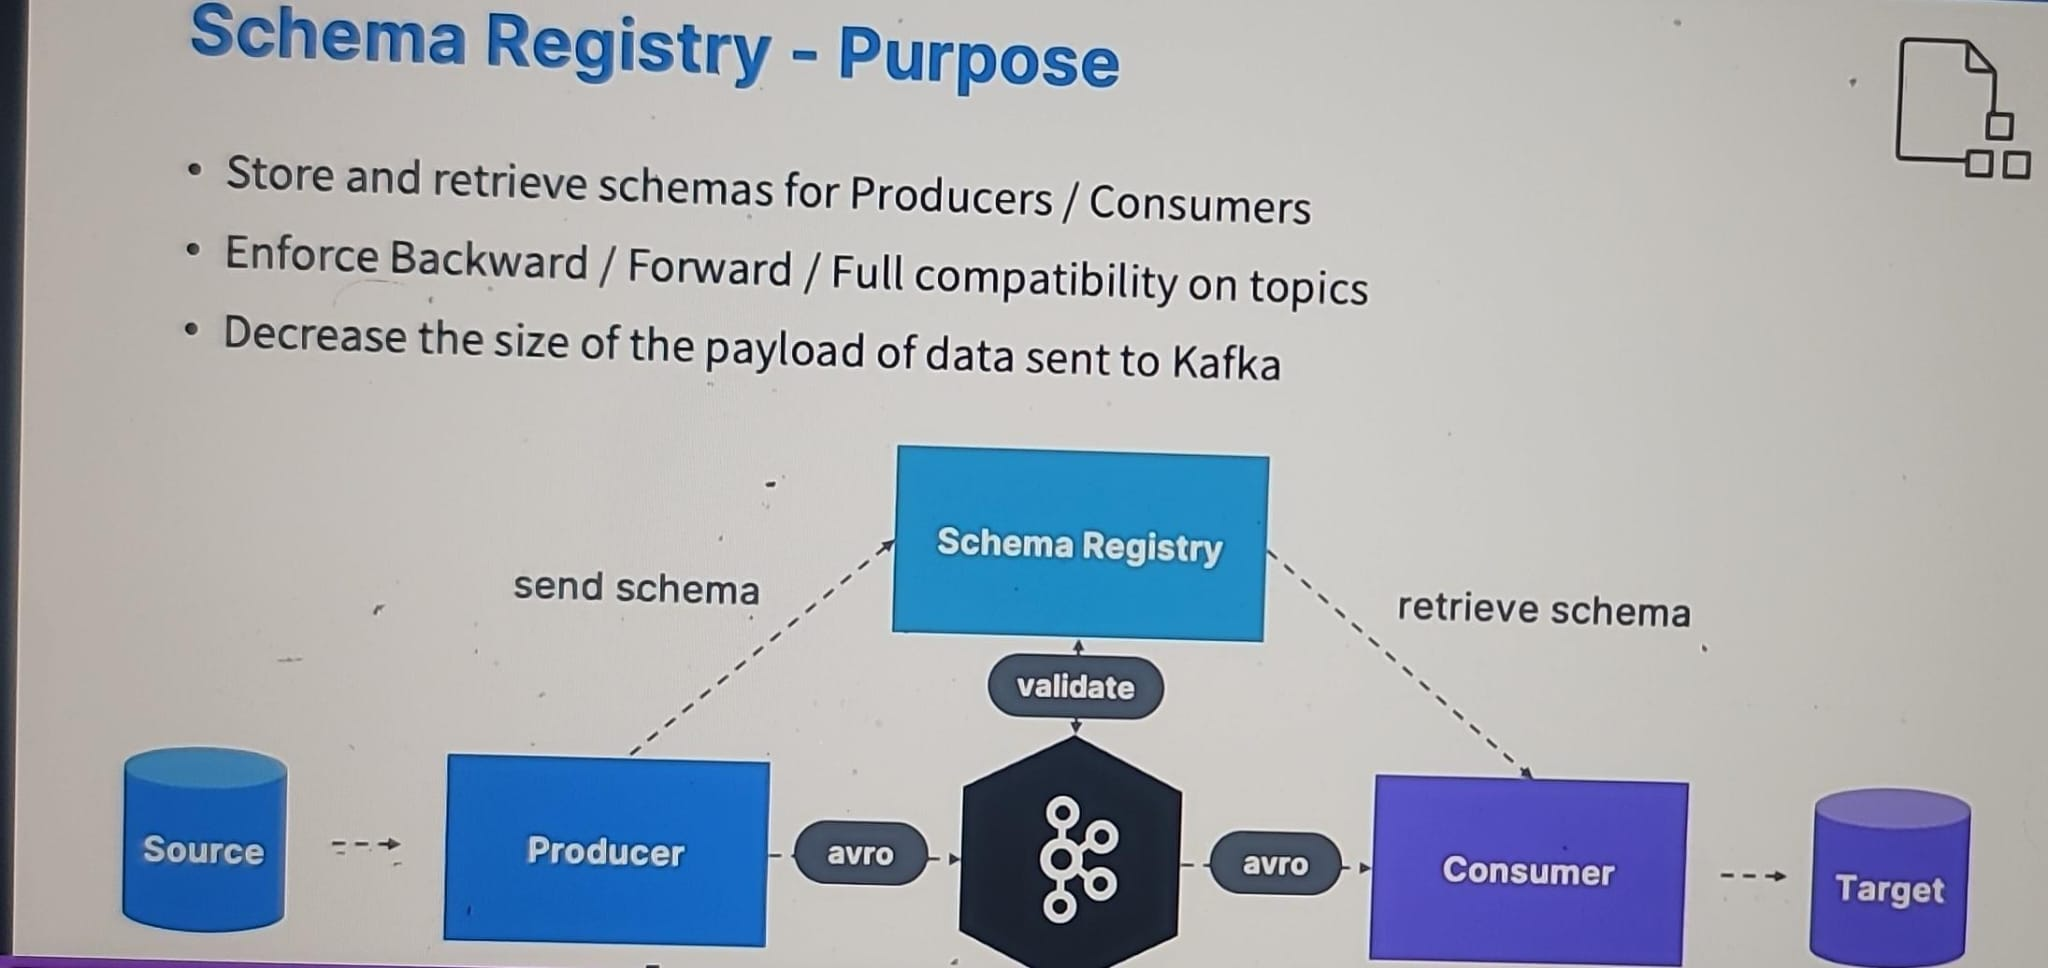 Schema Registry - Purpose
• Store and retrieve schemas for Producers / Consumers
• Enforce Backward / Forward / Full compatibility on topics
• Decrease the size of the payload of data sent to Kafka
Schema Registry
send schema
retrieve schema
validate
Source
Producer
avro
avro
Consumer
Target